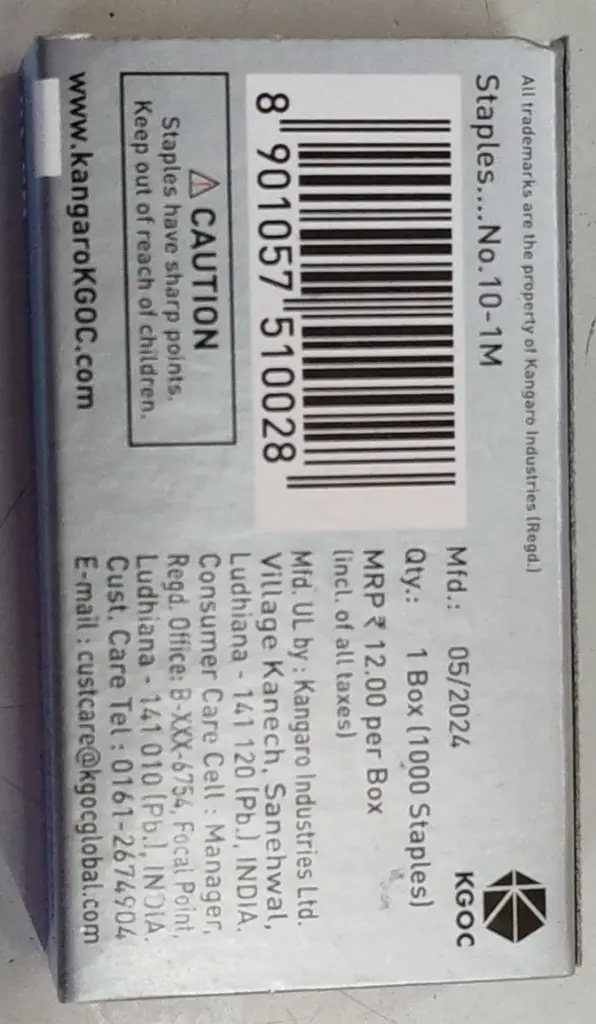 All trademarks are the property of Kangaro Industries (Regd.)
Staples....No.10-1M
8 901057 510028
CAUTION
Staples have sharp points.
Keep out of reach of children.
www.kangaroKGOC.com
KGOC
Mfd.: 05/2024
Qty.: 1 Box (1000 Staples)
MRP ₹ 12.00 per Box
(incl. of all taxes)
Mfd. UL by : Kangaro Industries Ltd.
Village Kanech, Sanehwal,
Ludhiana - 141 120 (Pb.), INDIA.
Consumer Care Cell : Manager,
Regd. Office: B-XXX-6754, Focal Point,
Ludhiana - 141 010 (Pb.), INDIA.
Cust. Care Tel : 0161-2674904
E-mail : custcare@kgocglobal.com